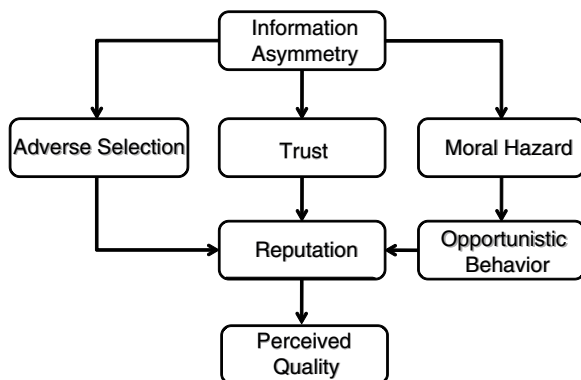 Information
Asymmetry
Adverse Selection
Trust
Moral Hazard
Reputation
Opportunistic
Behavior
Perceived
Quality